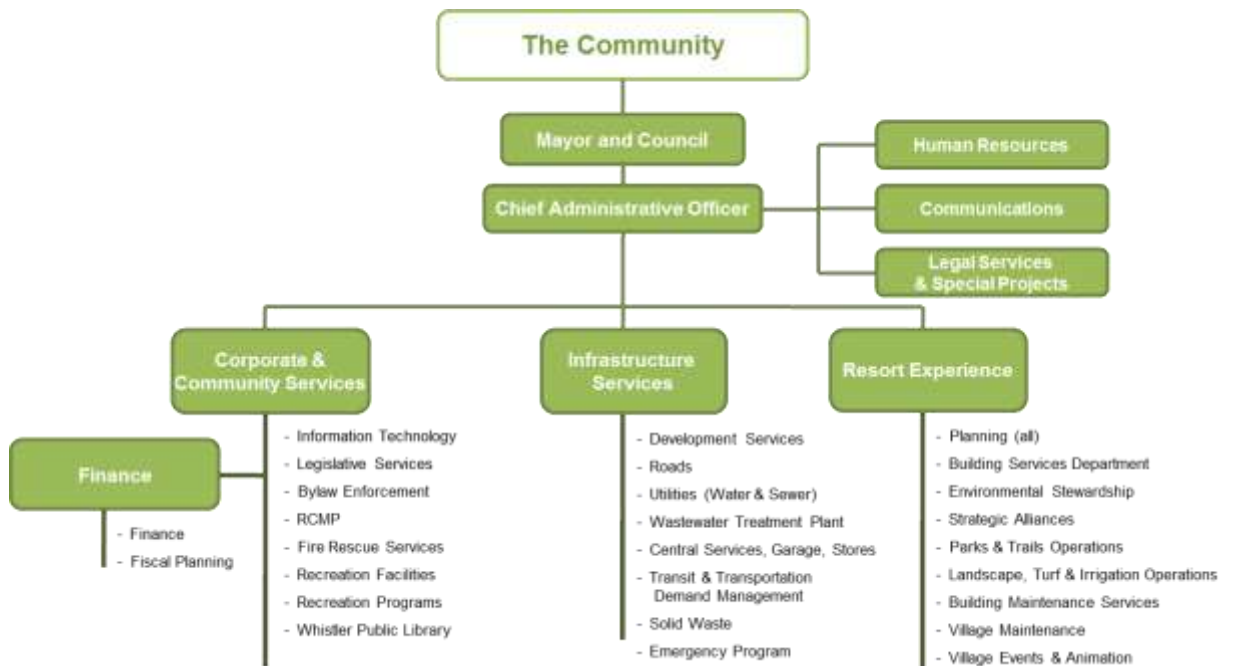 The Community
Mayor and Council
Chief Administrative Officer
Human Resources
Communications
Legal Services
& Special Projects
Corporate &
Community Services
Infrastructure
Services
Resort Experience
Finance
- Finance
- Fiscal Planning
- Information Technology
- Legislative Services
- Bylaw Enforcement
- RCMP
- Fire Rescue Services
- Recreation Facilities
- Recreation Programs
- Whistler Public Library
- Development Services
- Roads
- Utilities (Water & Sewer)
- Wastewater Treatment Plant
- Central Services, Garage, Stores
- Transit & Transportation
Demand Management
- Solid Waste
- Emergency Program
- Planning (all)
- Building Services Department
- Environmental Stewardship
- Strategic Alliances
- Parks & Trails Operations
- Landscape, Turf & Irrigation Operations
- Building Maintenance Services
- Village Maintenance
- Village Events & Animation